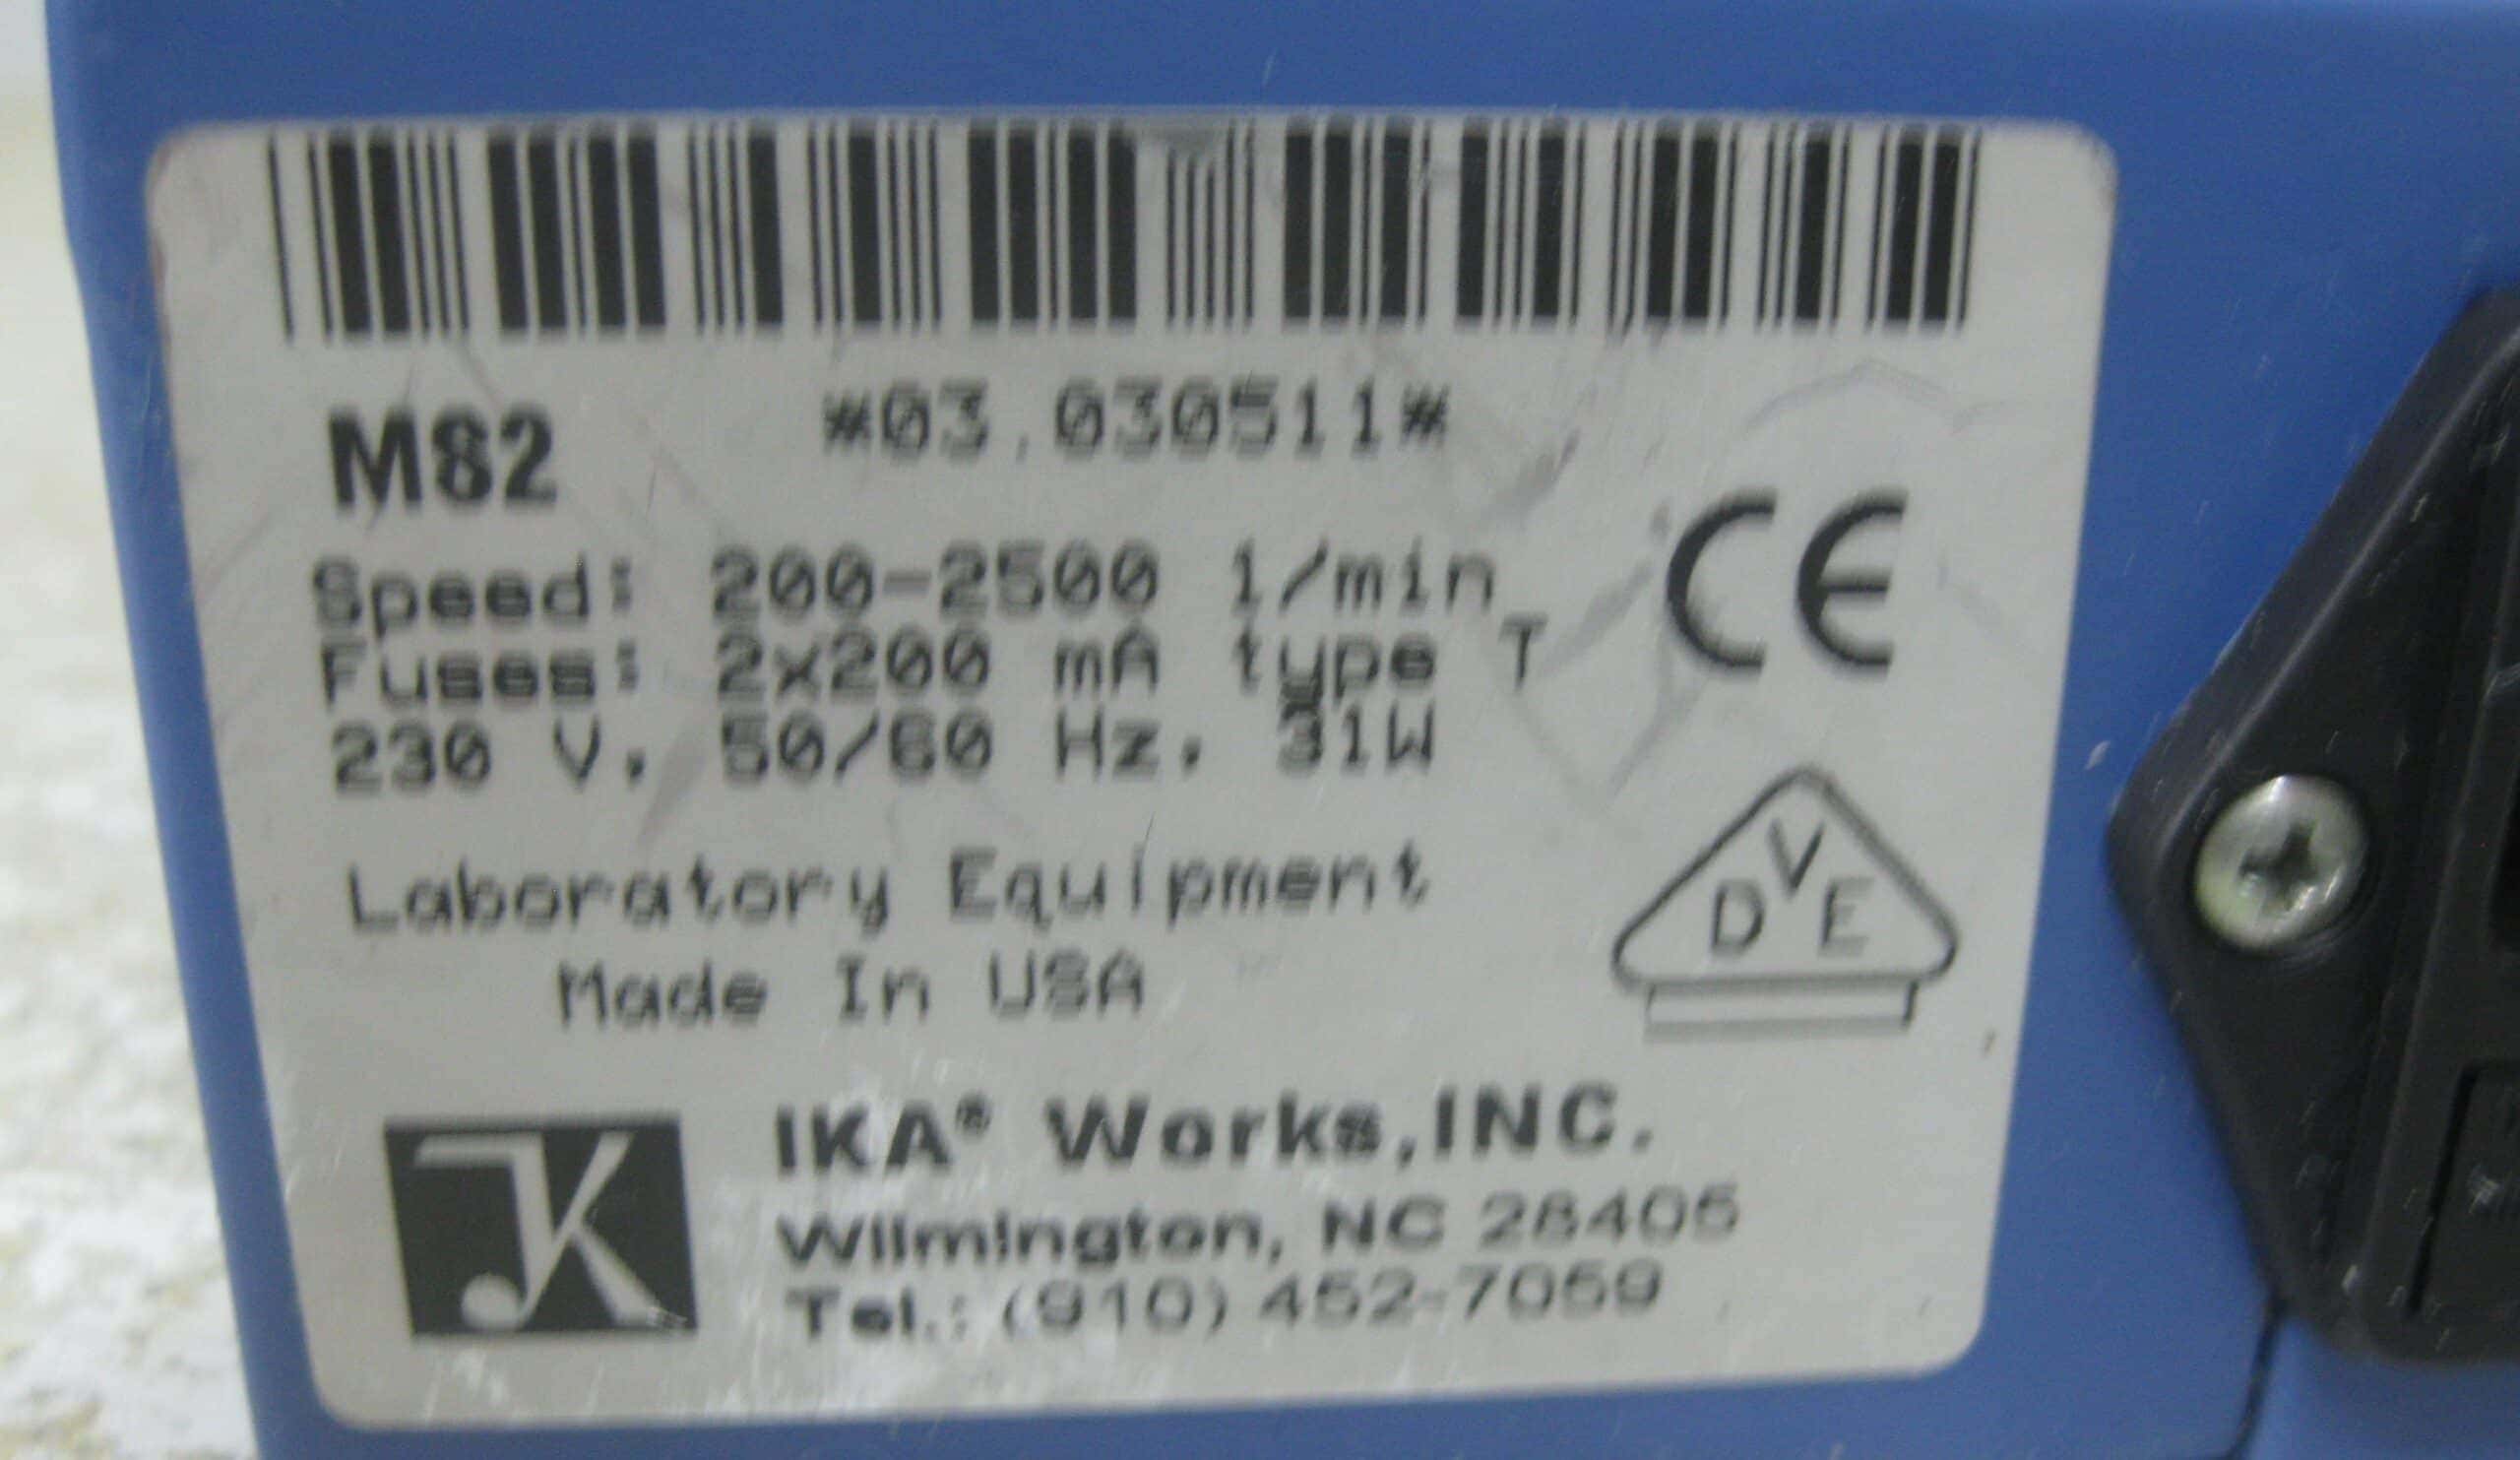 M82 *03.030511*
Speed: 200-2500 1/min
Fuses: 2x200 mA type T
230 V, 50/60 Hz, 31W
CE
Laboratory Equipment
Made In USA
VDE
IKA® Works,INC.
Wilmington, NC 28405
Tel.: (910) 452-7059